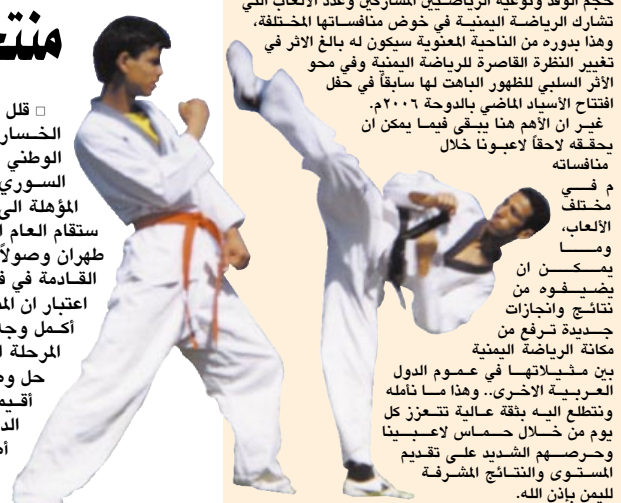 حجم الوفد ونوعية الرياضيين المشاركين وعدد الألعاب التي
تشارك الرياضة اليمنية في خوض منافساتها المختلفة،
وهذا بدوره من الناحية المعنوية سيكون له بالغ الاثر في
تغيير النظرة القاصرة للرياضة اليمنية وفي محو
الأثر السلبي للظهور الباهت لها سابقاً في حفل
افتتاح الأسياد الماضي بالدوحة ٢٠٠٦م.
غير ان الأهم هنا يبقى فيما يمكن ان
يحققه لاحقاً لاعبونا خلال
منافساته
م في
مختلف
الألعاب،
وما
يمكن ان
يضيفوه من
نتائج وانجازات
جديدة ترفع من
مكانة الرياضة اليمنية
بين مثيلاتها في عموم الدول
العربية الاخرى.. وهذا ما نأمله
ونتطلع اليه بثقة عالية تتعزز كل
يوم من خلال حماس لاعبينا
وحرصهم الشديد على تقديم
المستوى والنتائج المشرفة
لليمن بإذن الله.
□ قلل
الخسار
الوطني
السوري
المؤهلة الى
ستقام العام ا
طهران وصولاً
القادمة في ق
اعتبار ان الم
أكمل وجه
المرحلة ا
حل وص
أقيم
الد